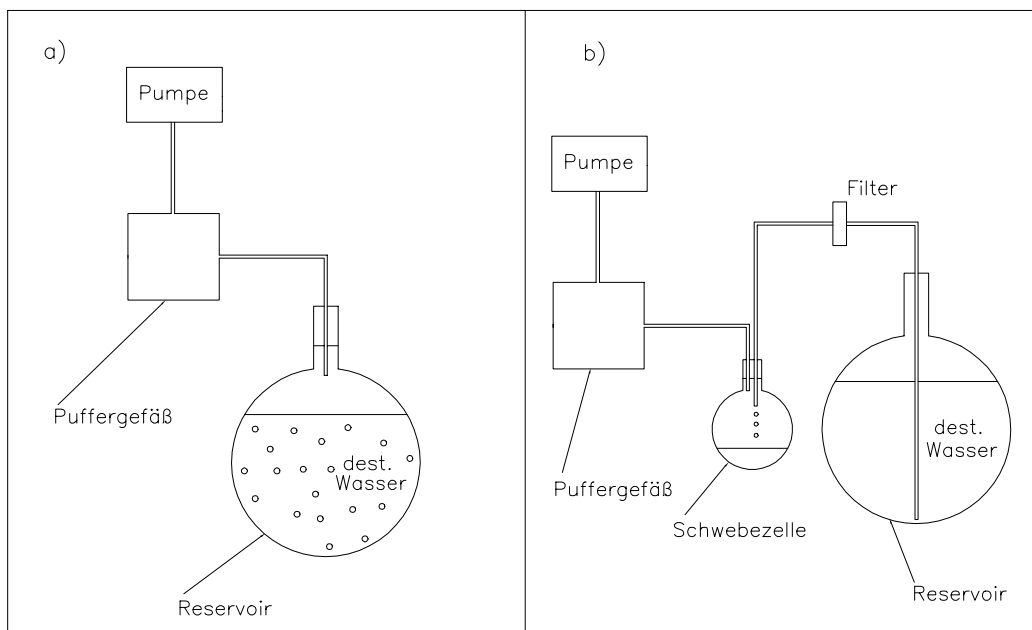 a)
Pumpe
Puffergefäß
dest.
Wasser
Reservoir
b)
Pumpe
Filter
Puffergefäß
dest.
Wasser
Schwebezelle
Reservoir